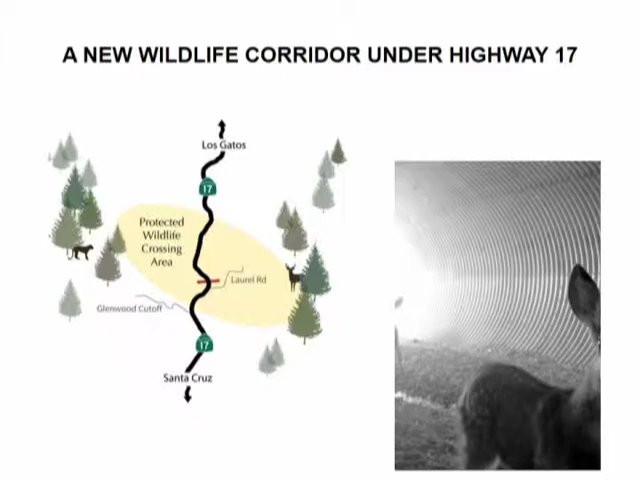 A NEW WILDLIFE CORRIDOR UNDER HIGHWAY 17
Los Gatos
17
Protected
Wildlife
Crossing
Area
Laurel Rd
Glenwood Cutoff
17
Santa Cruz